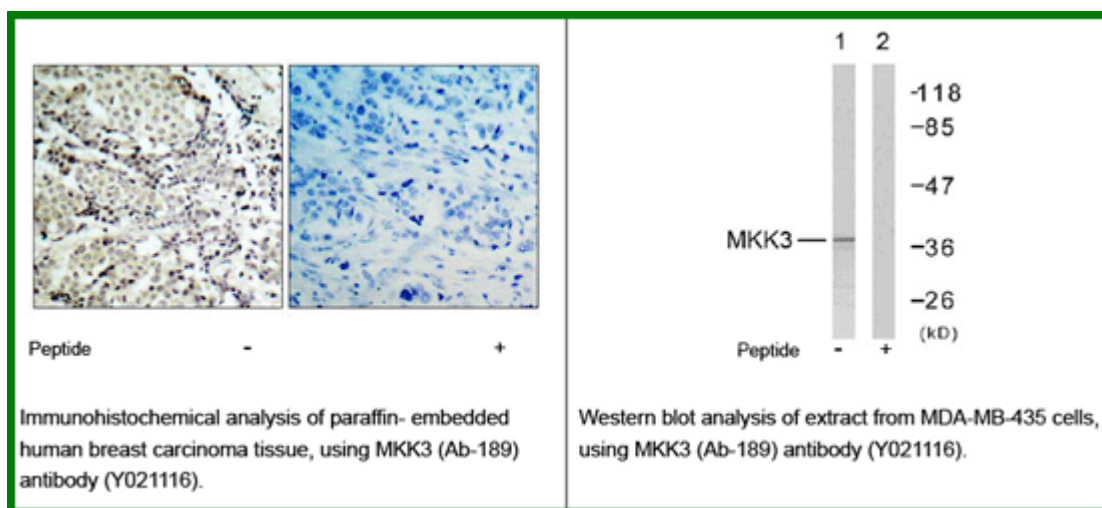 Peptide - +
Immunohistochemical analysis of paraffin- embedded
human breast carcinoma tissue, using MKK3 (Ab-189)
antibody (Y021116).
1 2
-118
-85
-47
MKK3 -36
-26
(kD)
Peptide - +
Western blot analysis of extract from MDA-MB-435 cells,
using MKK3 (Ab-189) antibody (Y021116).